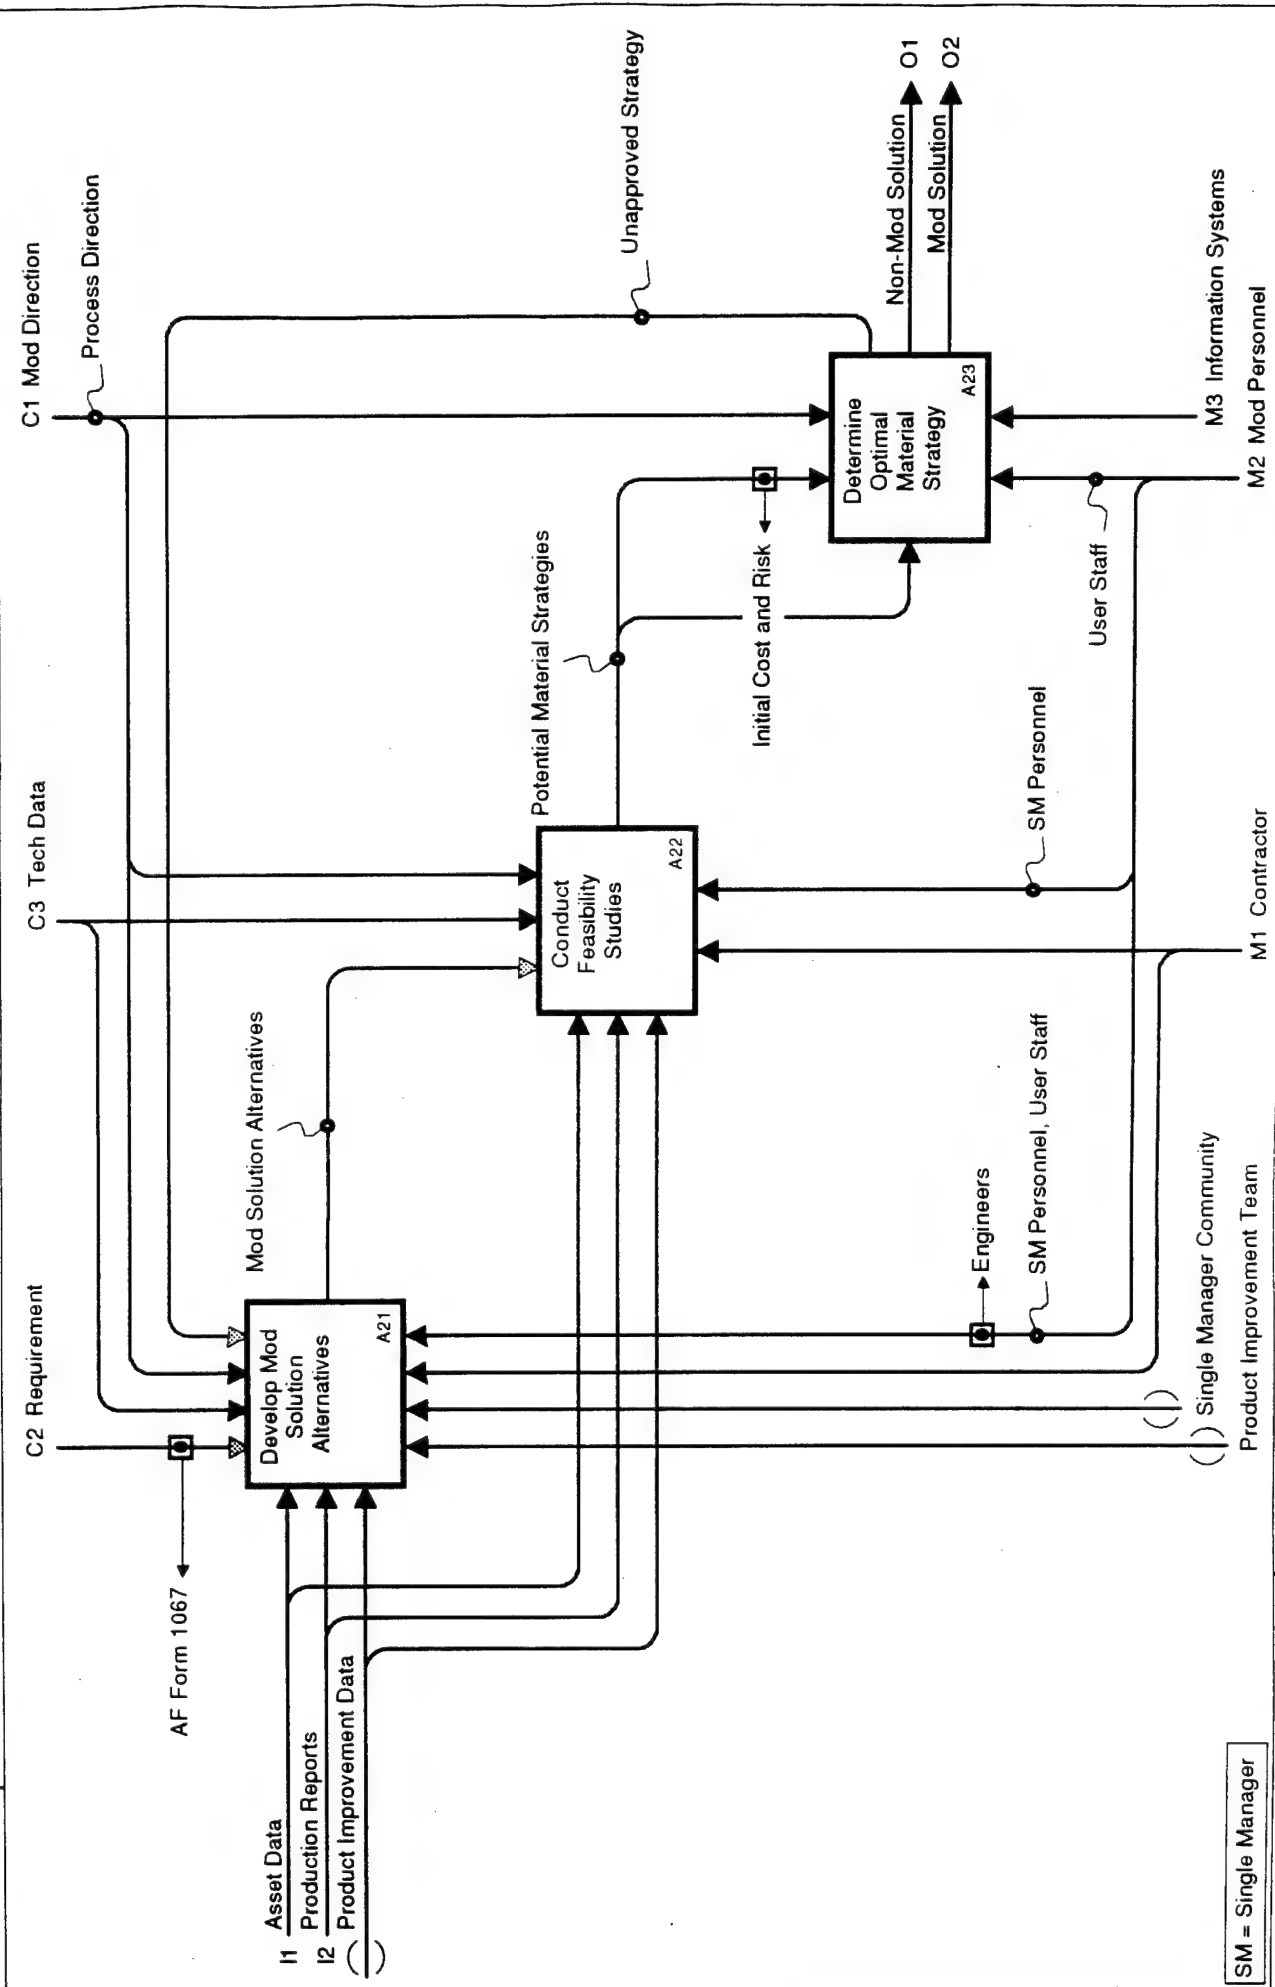 C2 Requirement
C3 Tech Data
C1 Mod Direction
Process Direction
AF Form 1067
Unapproved Strategy
Mod Solution Alternatives
Develop Mod
Solution
Alternatives
A21
I1 Asset Data
I2 Production Reports
( ) Product Improvement Data
Potential Material Strategies
Conduct
Feasibility
Studies
A22
Initial Cost and Risk
Determine
Optimal
Material
Strategy
A23
Non-Mod Solution
O1
Mod Solution
O2
Engineers
SM Personnel, User Staff
SM Personnel
User Staff
( ) Single Manager Community
( )
Product Improvement Team
M1 Contractor
M3 Information Systems
M2 Mod Personnel
SM = Single Manager